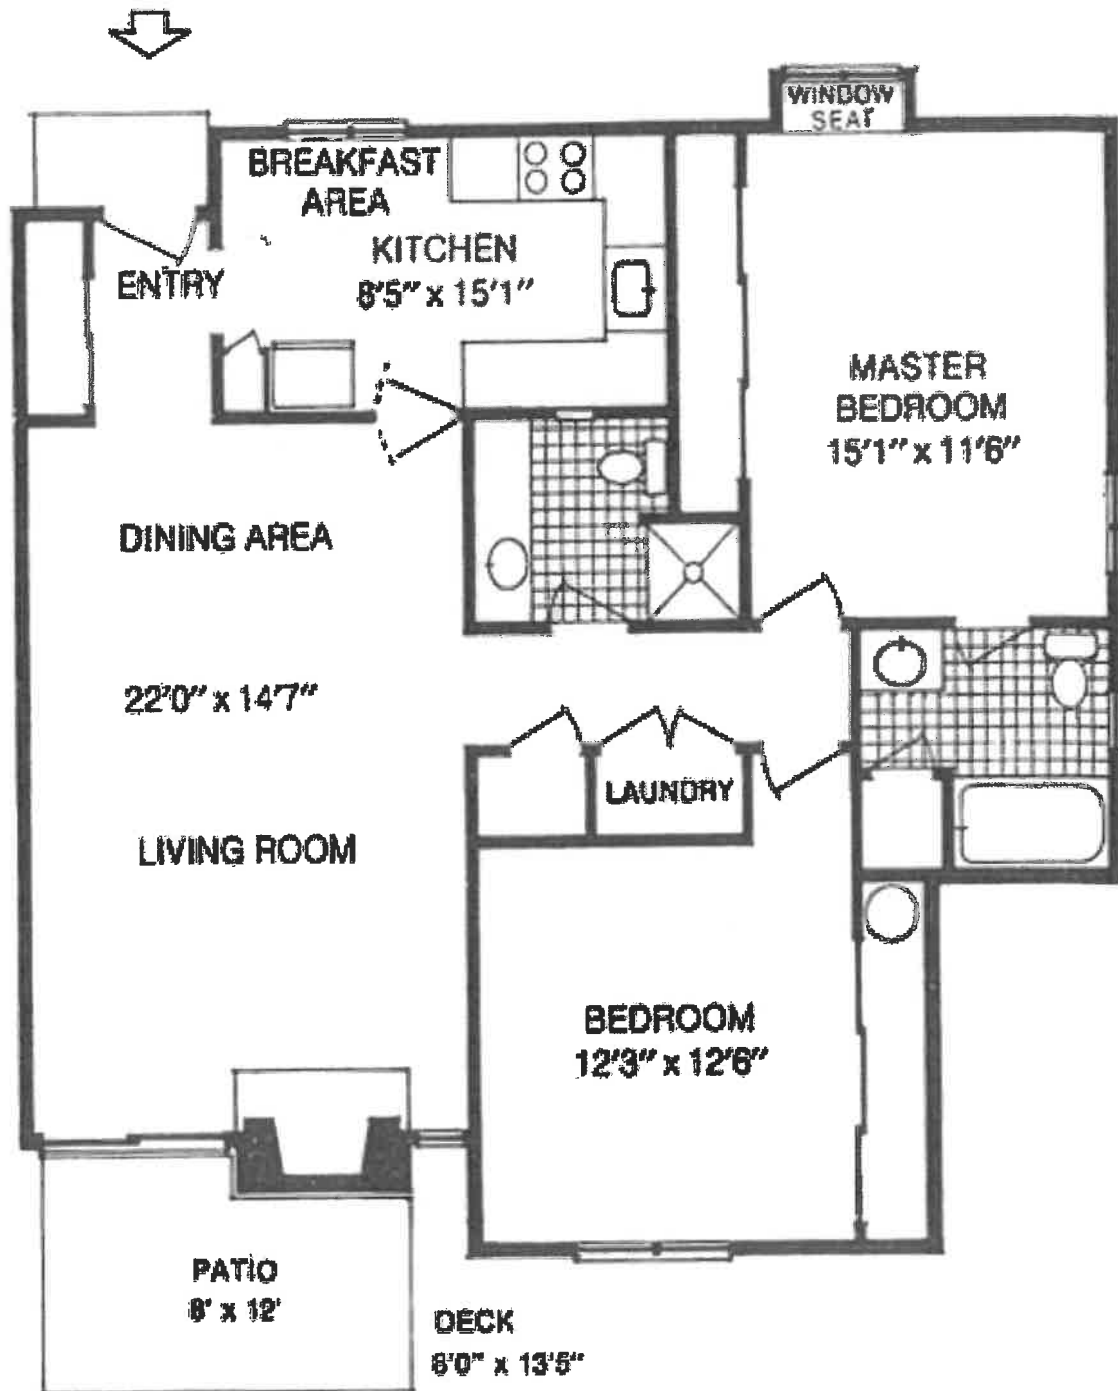 WINDOW
SEAT
BREAKFAST
AREA
KITCHEN
8'5" x 15'1"
ENTRY
MASTER
BEDROOM
15'1" x 11'6"
DINING AREA
22'0" x 14'7"
LAUNDRY
LIVING ROOM
BEDROOM
12'3" x 12'6"
PATIO
8' x 12'
DECK
6'0" x 13'5"